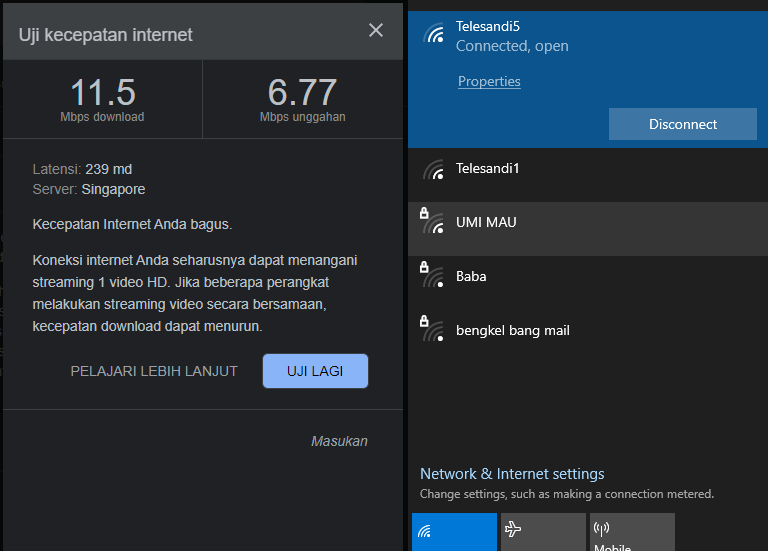 Uji kecepatan internet
11.5
Mbps download
6.77
Mbps unggahan
Latensi: 239 md
Server: Singapore
Kecepatan Internet Anda bagus.
Koneksi internet Anda seharusnya dapat menangani
streaming 1 video HD. Jika beberapa perangkat
melakukan streaming video secara bersamaan,
kecepatan download dapat menurun.
PELAJARI LEBIH LANJUT
UJI LAGI
Masukan
Telesandi5
Connected, open
Properties
Disconnect
Telesandi1
UMI MAU
Baba
bengkel bang mail
Network & Internet settings
Change settings, such as making a connection metered.
Mobile